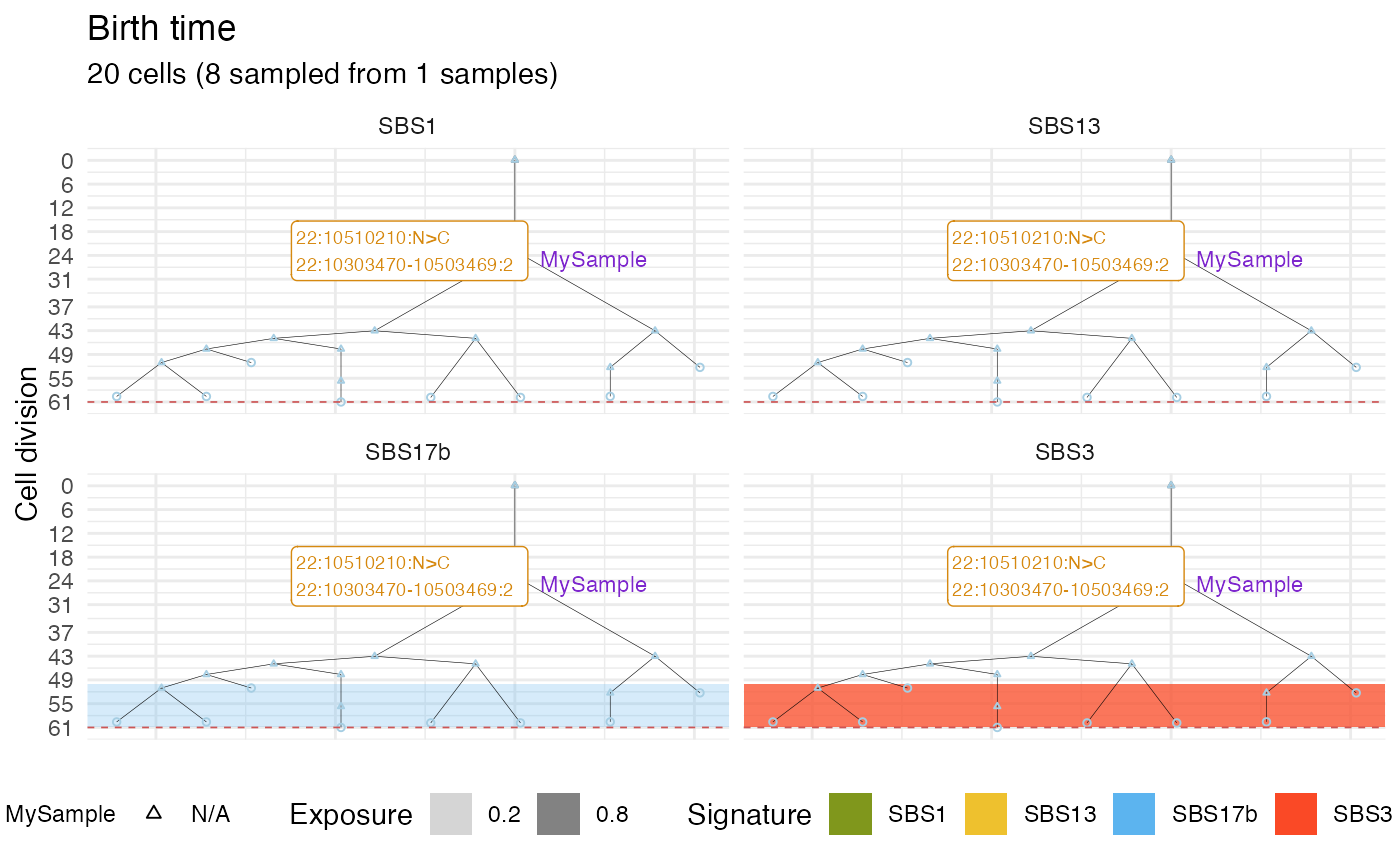 Birth time
20 cells (8 sampled from 1 samples)
SBS1
SBS13
0
6
12
18
24
31
37
43
49
55
61
22:10510210:N>C
22:10303470-10503469:2
MySample
22:10510210:N>C
22:10303470-10503469:2
MySample
Cell division
SBS17b
SBS3
0
6
12
18
24
31
37
43
49
55
61
22:10510210:N>C
22:10303470-10503469:2
MySample
22:10510210:N>C
22:10303470-10503469:2
MySample
MySample N/A Exposure 0.2 0.8 Signature SBS1 SBS13 SBS17b SBS3